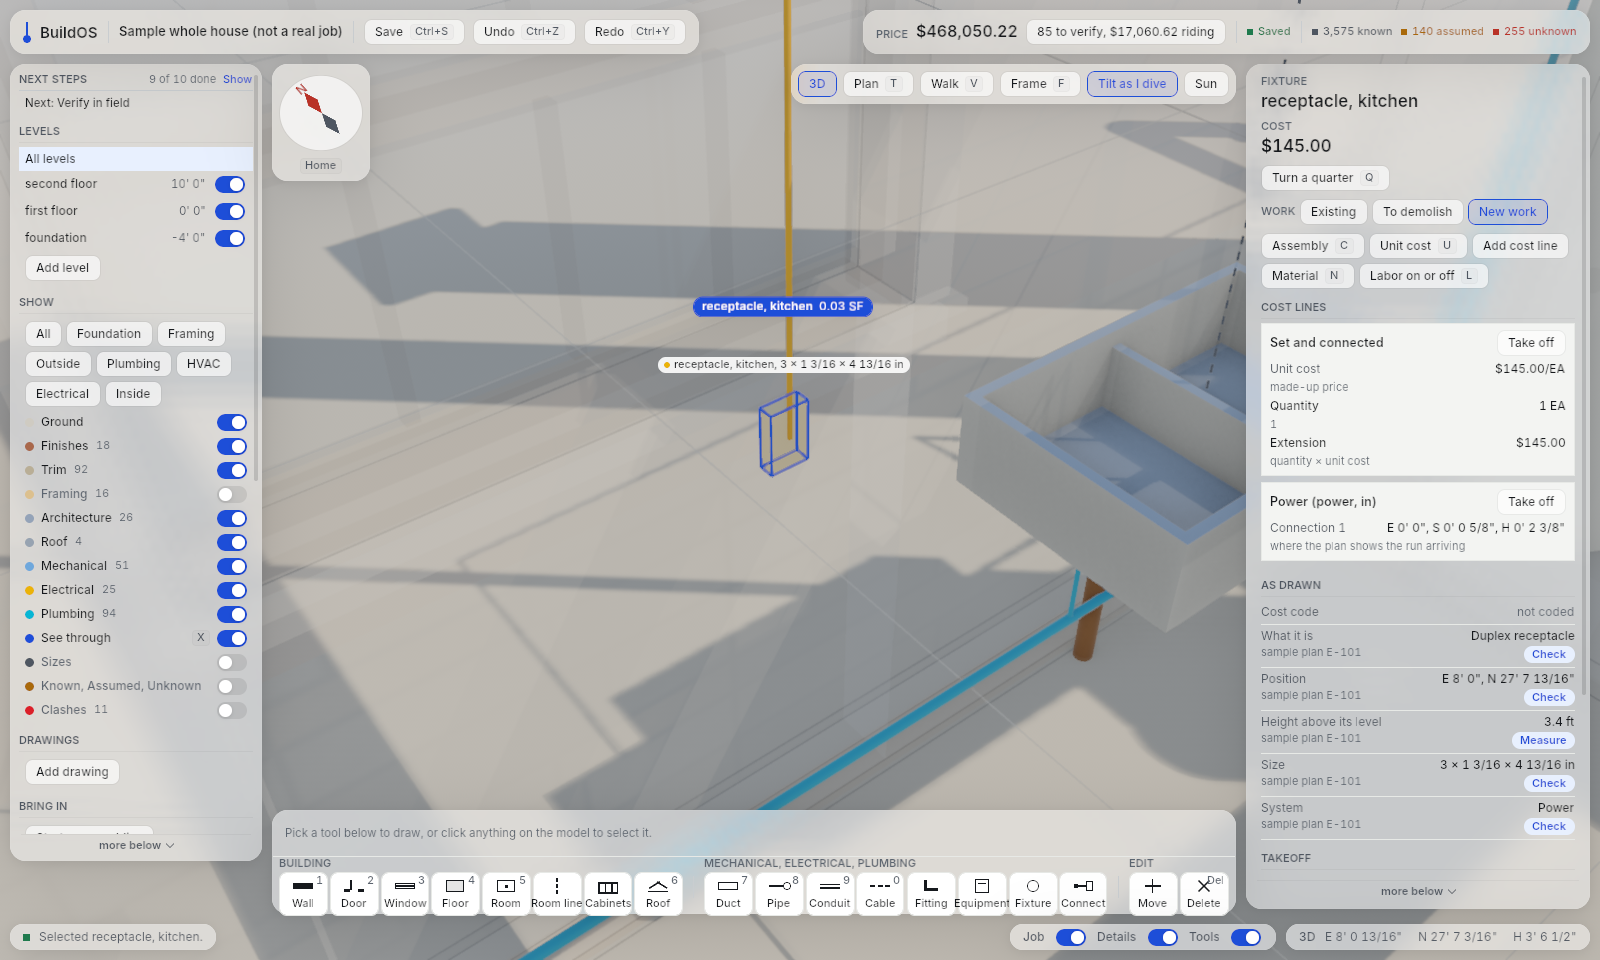 BuildOS
Sample whole house (not a real job)
Save Ctrl+S
Undo Ctrl+Z
Redo Ctrl+Y
PRICE $468,050.22
85 to verify, $17,060.62 riding
Saved
3,575 known
140 assumed
255 unknown
NEXT STEPS 9 of 10 done Show
Next: Verify in field
LEVELS
All levels
second floor 10' 0"
first floor 0' 0"
foundation -4' 0"
Add level
SHOW
All Foundation Framing
Outside Plumbing HVAC
Electrical Inside
Ground
Finishes 18
Trim 92
Framing 16
Architecture 26
Roof 4
Mechanical 51
Electrical 25
Plumbing 94
See through X
Sizes
Known, Assumed, Unknown
Clashes 11
DRAWINGS
Add drawing
BRING IN
more below
N
Home
3D
Plan T
Walk V
Frame F
Tilt as I dive
Sun
receptacle, kitchen 0.03 SF
receptacle, kitchen, 3 × 1 3/16 × 4 13/16 in
FIXTURE
receptacle, kitchen
COST
$145.00
Turn a quarter Q
WORK Existing To demolish New work
Assembly C Unit cost U Add cost line
Material N Labor on or off L
COST LINES
Set and connected Take off
Unit cost $145.00/EA
made-up price
Quantity 1 EA
1
Extension $145.00
quantity × unit cost
Power (power, in) Take off
Connection 1 E 0' 0", S 0' 0 5/8", H 0' 2 3/8"
where the plan shows the run arriving
AS DRAWN
Cost code not coded
What it is Duplex receptacle
sample plan E-101 Check
Position E 8' 0", N 27' 7 13/16"
sample plan E-101 Check
Height above its level 3.4 ft
sample plan E-101 Measure
Size 3 × 1 3/16 × 4 13/16 in
sample plan E-101 Check
System Power
sample plan E-101 Check
TAKEOFF
more below
Pick a tool below to draw, or click anything on the model to select it.
BUILDING
1 Wall
2 Door
3 Window
4 Floor
5 Room
Room line
Cabinets
6 Roof
MECHANICAL, ELECTRICAL, PLUMBING
7 Duct
8 Pipe
9 Conduit
0 Cable
Fitting
Equipment
Fixture
Connect
EDIT
Move
Del Delete
Selected receptacle, kitchen.
Job Details Tools
3D E 8' 0 13/16" N 27' 7 3/16" H 3' 6 1/2"